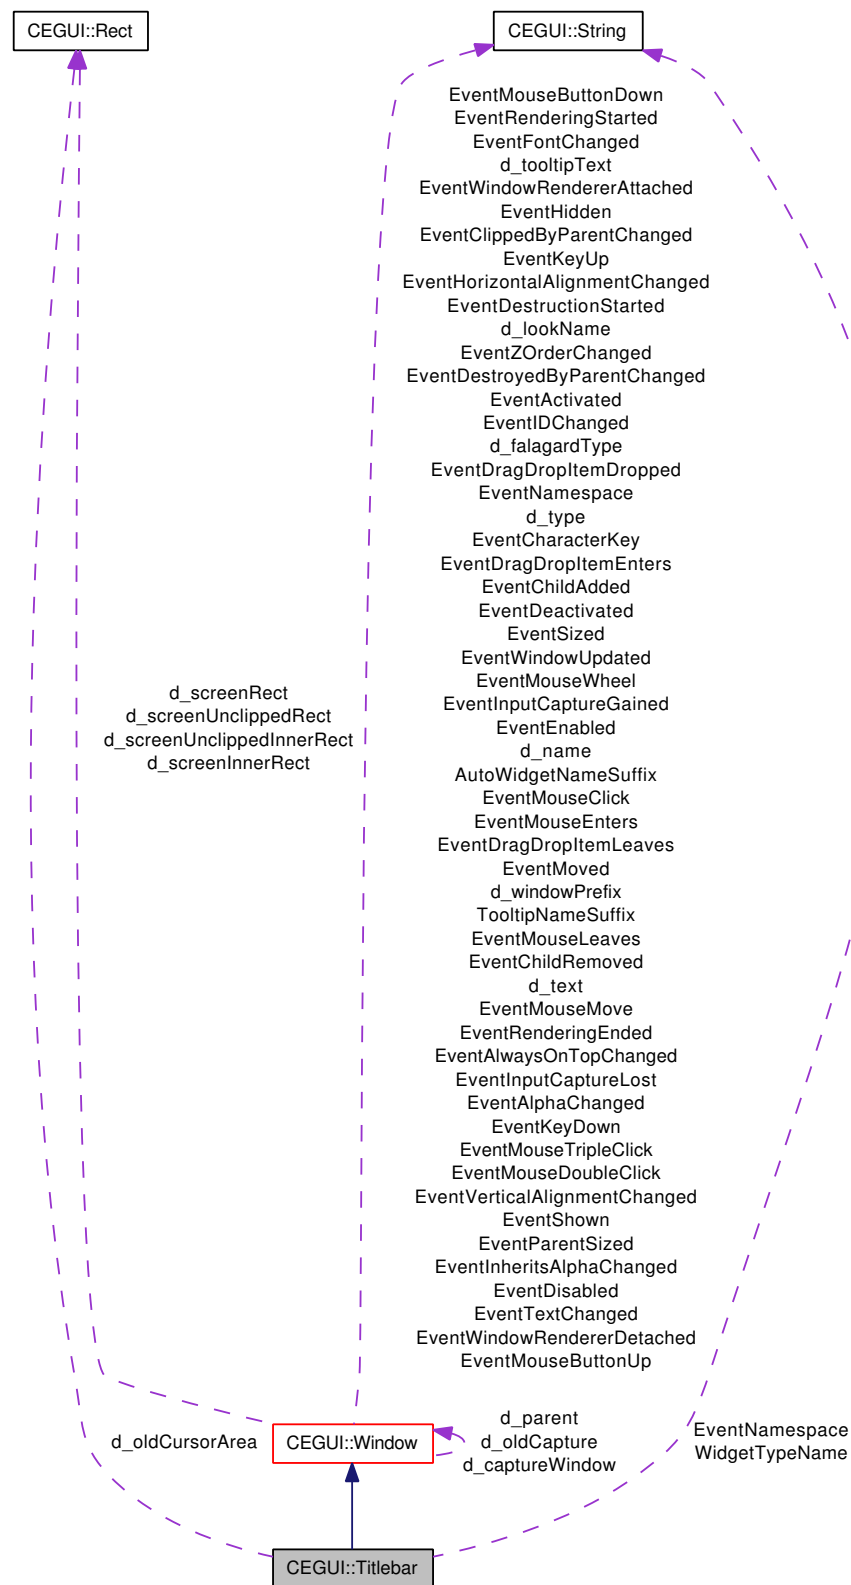 CEGUI::Rect
CEGUI::String
EventMouseButtonDown
EventRenderingStarted
EventFontChanged
d_tooltipText
EventWindowRendererAttached
EventHidden
EventClippedByParentChanged
EventKeyUp
EventHorizontalAlignmentChanged
EventDestructionStarted
d_lookName
EventZOrderChanged
EventDestroyedByParentChanged
EventActivated
EventIDChanged
d_falagardType
EventDragDropItemDropped
EventNamespace
d_type
EventCharacterKey
EventDragDropItemEnters
EventChildAdded
EventDeactivated
EventSized
EventWindowUpdated
EventMouseWheel
EventInputCaptureGained
EventEnabled
d_name
AutoWidgetNameSuffix
EventMouseClick
EventMouseEnters
EventDragDropItemLeaves
EventMoved
d_windowPrefix
TooltipNameSuffix
EventMouseLeaves
EventChildRemoved
d_text
EventMouseMove
EventRenderingEnded
EventAlwaysOnTopChanged
EventInputCaptureLost
EventAlphaChanged
EventKeyDown
EventMouseTripleClick
EventMouseDoubleClick
EventVerticalAlignmentChanged
EventShown
EventParentSized
EventInheritsAlphaChanged
EventDisabled
EventTextChanged
EventWindowRendererDetached
EventMouseButtonUp
d_screenRect
d_screenUnclippedRect
d_screenUnclippedInnerRect
d_screenInnerRect
d_oldCursorArea
CEGUI::Window
d_parent
d_oldCapture
d_captureWindow
EventNamespace
WidgetTypeName
CEGUI::Titlebar